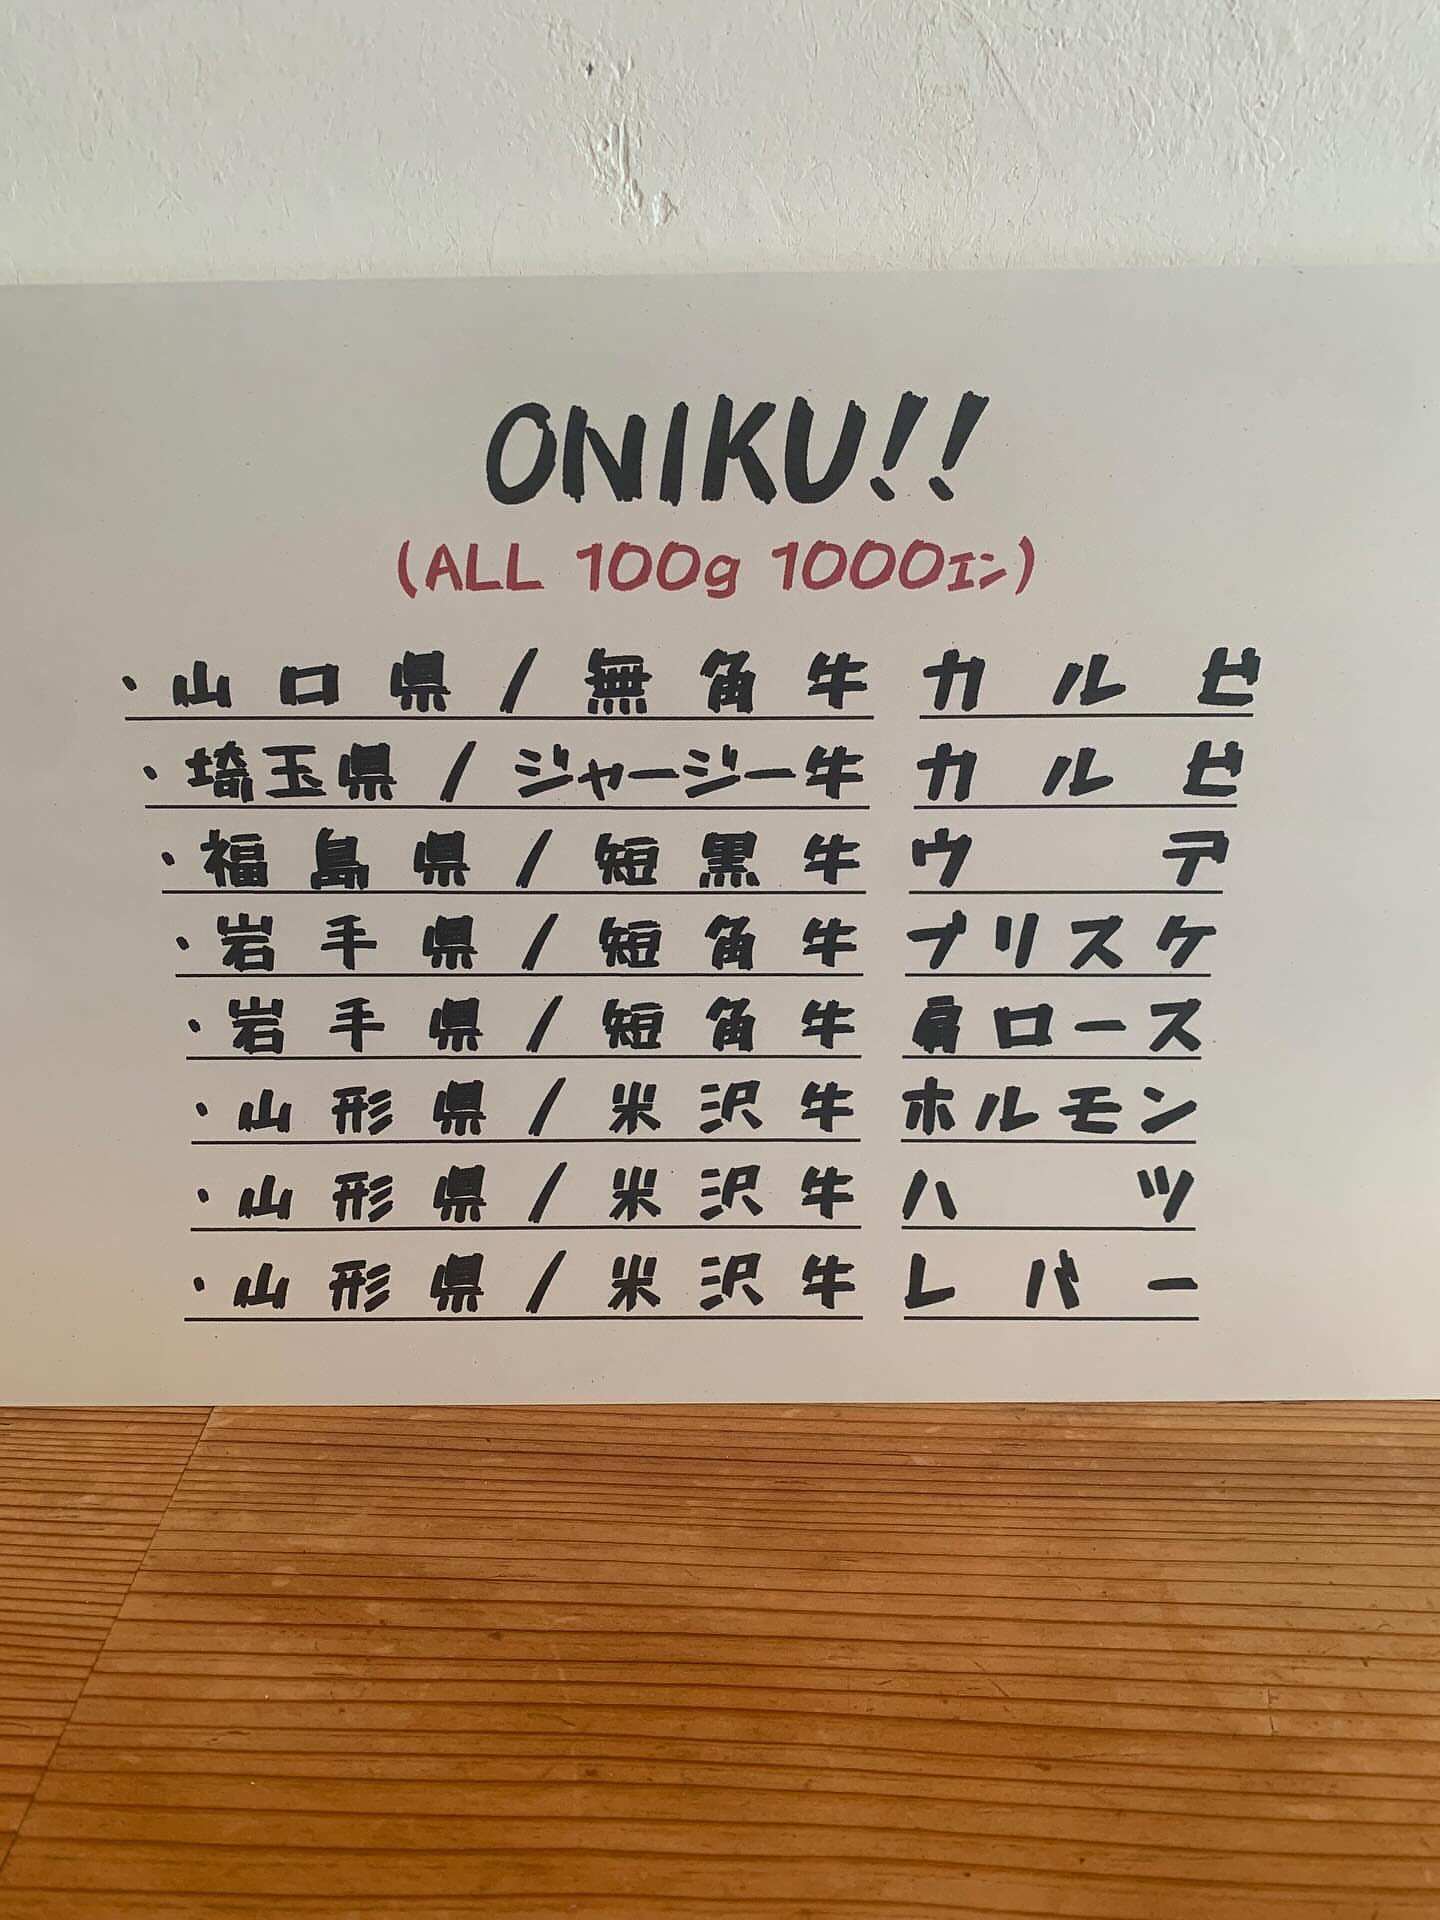 ONIKU!!
(ALL 100g 1000エン)
・山口県/無角牛 カルビ
・埼玉県/ジャージー牛 カルビ
・福島県/短黒牛 ウデ
・岩手県/短角牛 ブリスケ
・岩手県/短角牛 肩ロース
・山形県/米沢牛 ホルモン
・山形県/米沢牛 ハツ
・山形県/米沢牛 レバー